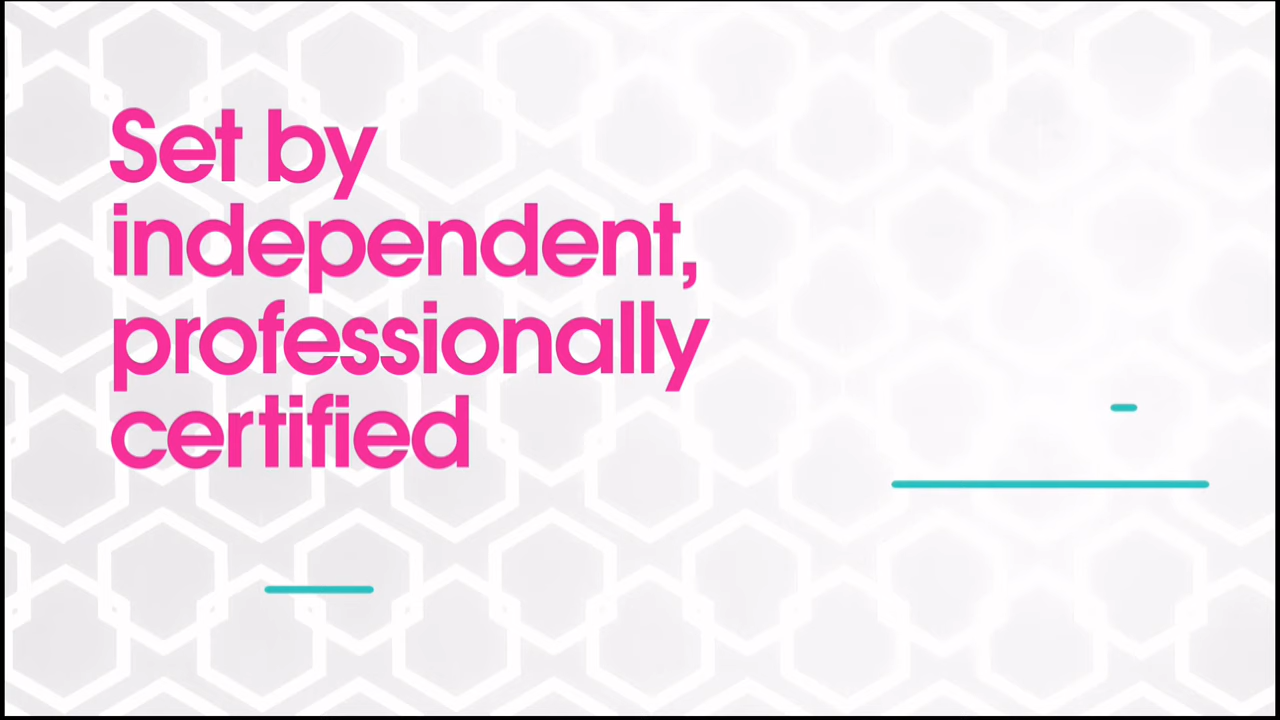 Set by
independent,
professionally
certified